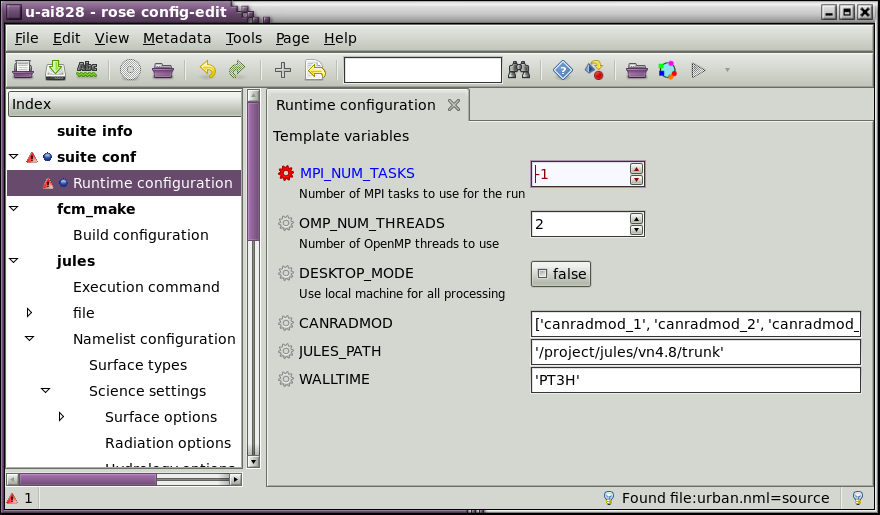 u-ai828 - rose config-edit
File Edit View Metadata Tools Page Help
Abc
Index
suite info
suite conf
Runtime configuration
fcm_make
Build configuration
jules
Execution command
file
Namelist configuration
Surface types
Science settings
Surface options
Radiation options
Hydrology options
Runtime configuration
Template variables
MPI_NUM_TASKS
-1
Number of MPI tasks to use for the run
OMP_NUM_THREADS
2
Number of OpenMP threads to use
DESKTOP_MODE
false
Use local machine for all processing
CANRADMOD
['canradmod_1', 'canradmod_2', 'canradmod_
JULES_PATH
'/project/jules/vn4.8/trunk'
WALLTIME
'PT3H'
1
Found file:urban.nml=source